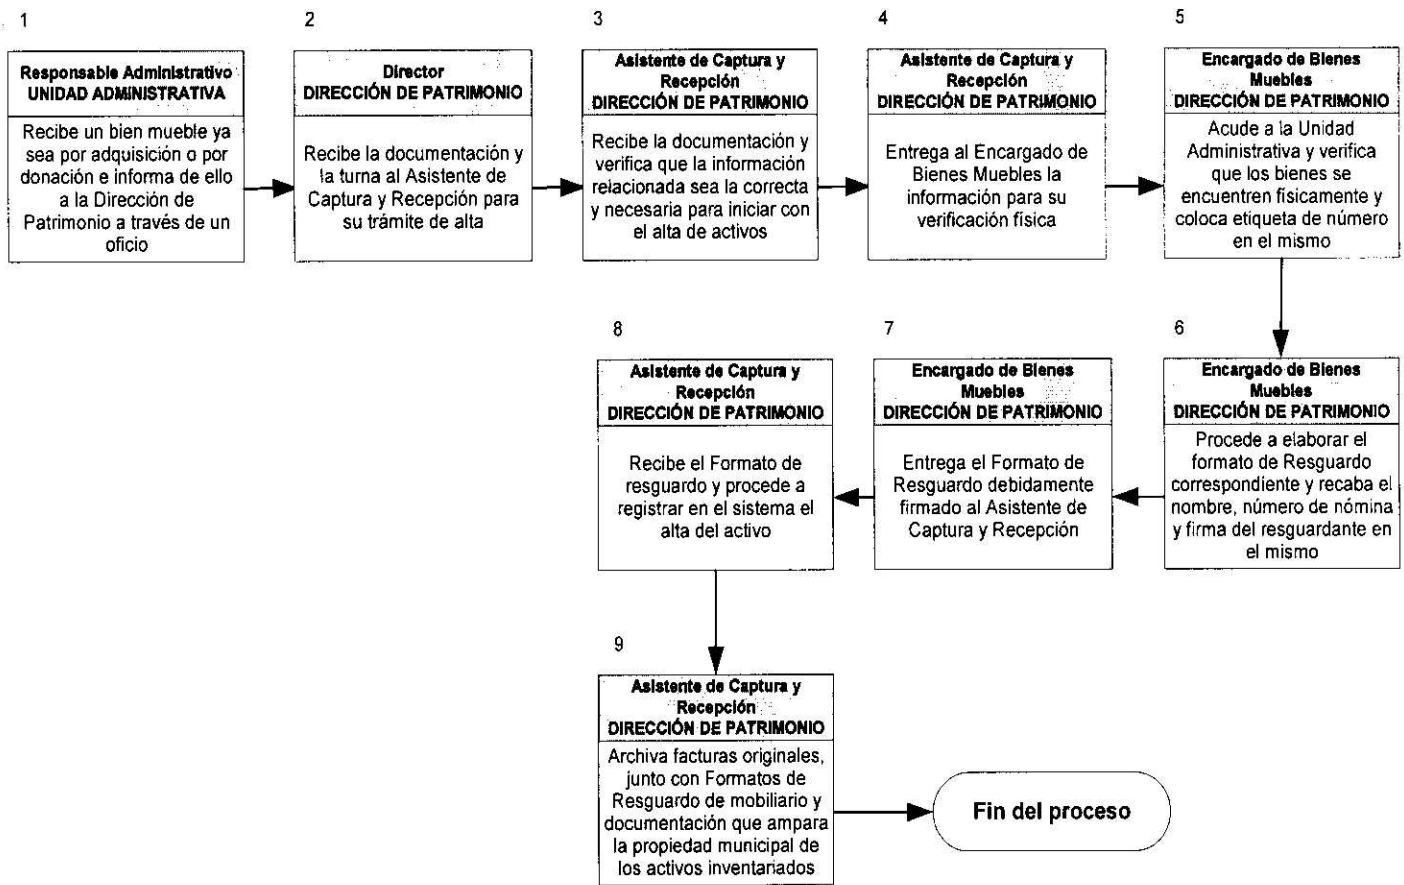 1
Responsable Administrativo
UNIDAD ADMINISTRATIVA
Recibe un bien mueble ya
sea por adquisición o por
donación e informa de ello
a la Dirección de
Patrimonio a través de un
oficio
2
Director
DIRECCIÓN DE PATRIMONIO
Recibe la documentación y
la turna al Asistente de
Captura y Recepción para
su trámite de alta
3
Asistente de Captura y
Recepción
DIRECCIÓN DE PATRIMONIO
Recibe la documentación y
verifica que la información
relacionada sea la correcta
y necesaria para iniciar con
el alta de activos
4
Asistente de Captura y
Recepción
DIRECCIÓN DE PATRIMONIO
Entrega al Encargado de
Bienes Muebles la
información para su
verificación física
5
Encargado de Bienes
Muebles
DIRECCIÓN DE PATRIMONIO
Acude a la Unidad
Administrativa y verifica
que los bienes se
encuentren físicamente y
coloca etiqueta de número
en el mismo
6
Encargado de Bienes
Muebles
DIRECCIÓN DE PATRIMONIO
Procede a elaborar el
formato de Resguardo
correspondiente y recaba el
nombre, número de nómina
y firma del resguardante en
el mismo
7
Encargado de Bienes
Muebles
DIRECCIÓN DE PATRIMONIO
Entrega el Formato de
Resguardo debidamente
firmado al Asistente de
Captura y Recepción
8
Asistente de Captura y
Recepción
DIRECCIÓN DE PATRIMONIO
Recibe el Formato de
resguardo y procede a
registrar en el sistema el
alta del activo
9
Asistente de Captura y
Recepción
DIRECCIÓN DE PATRIMONIO
Archiva facturas originales,
junto con Formatos de
Resguardo de mobiliario y
documentación que ampara
la propiedad municipal de
los activos inventariados
Fin del proceso